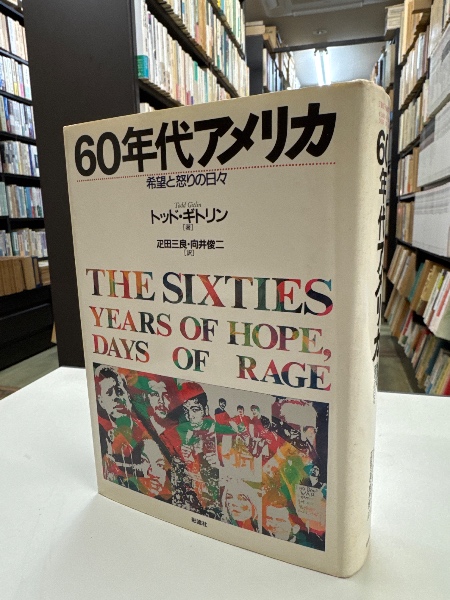 60年代アメリカ
希望と怒りの日々
Todd Gitlin
トッド・ギトリン
[著]
疋田三良・向井俊二
[訳]
THE SIXTIES
YEARS OF HOPE,
DAYS OF RAGE
彩流社
60年代アメリカ